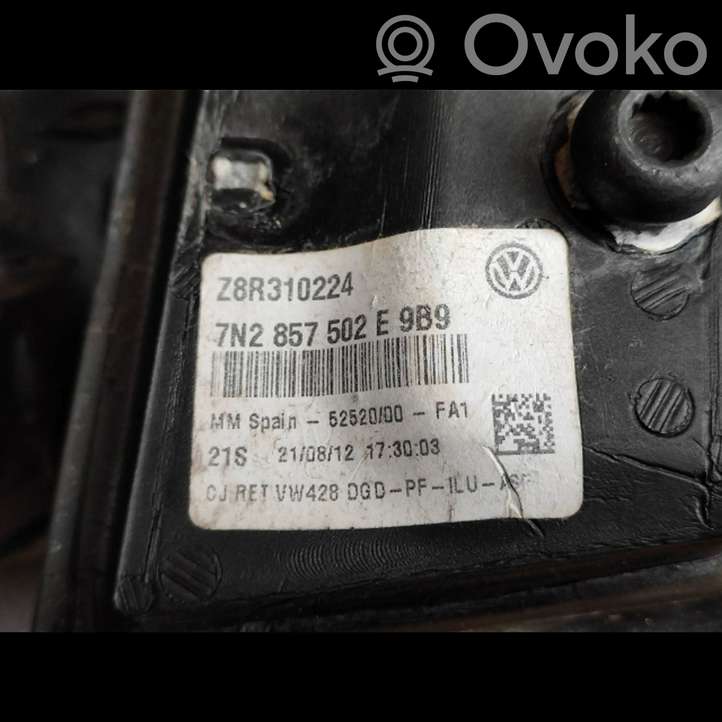 Ovoko
Z8R310224
7N2 857 502 E 9B9
MM Spain - 52520/00 - FA1
21S 21/08/12 17:30:03
CJ RET VW428 DGD-PF-ILU-